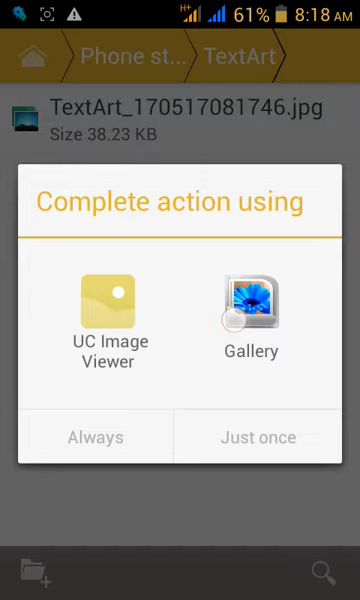 H+ 61% 8:18 AM
Phone st... TextArt
TextArt_170517081746.jpg
Size 38.23 KB
Complete action using
UC Image
Viewer
Gallery
Always Just once